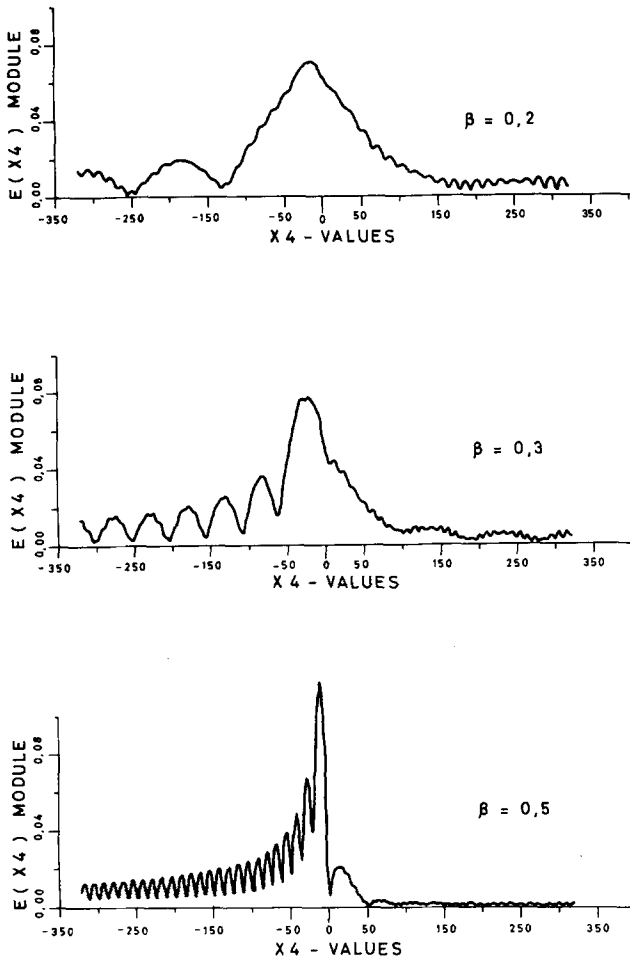 E ( X4 ) MODULE
0,08
0,04
0,00
β = 0,2
-350 -250 -150 -50 0 50 150 250 350
X 4 - VALUES
E ( X4 ) MODULE
0,08
0,04
0,00
β = 0,3
-350 -250 -150 -50 0 50 150 250 350
X 4 - VALUES
E ( X4 ) MODULE
0,08
0,04
0,00
β = 0,5
-350 -250 -150 -50 0 50 150 250 350
X 4 - VALUES